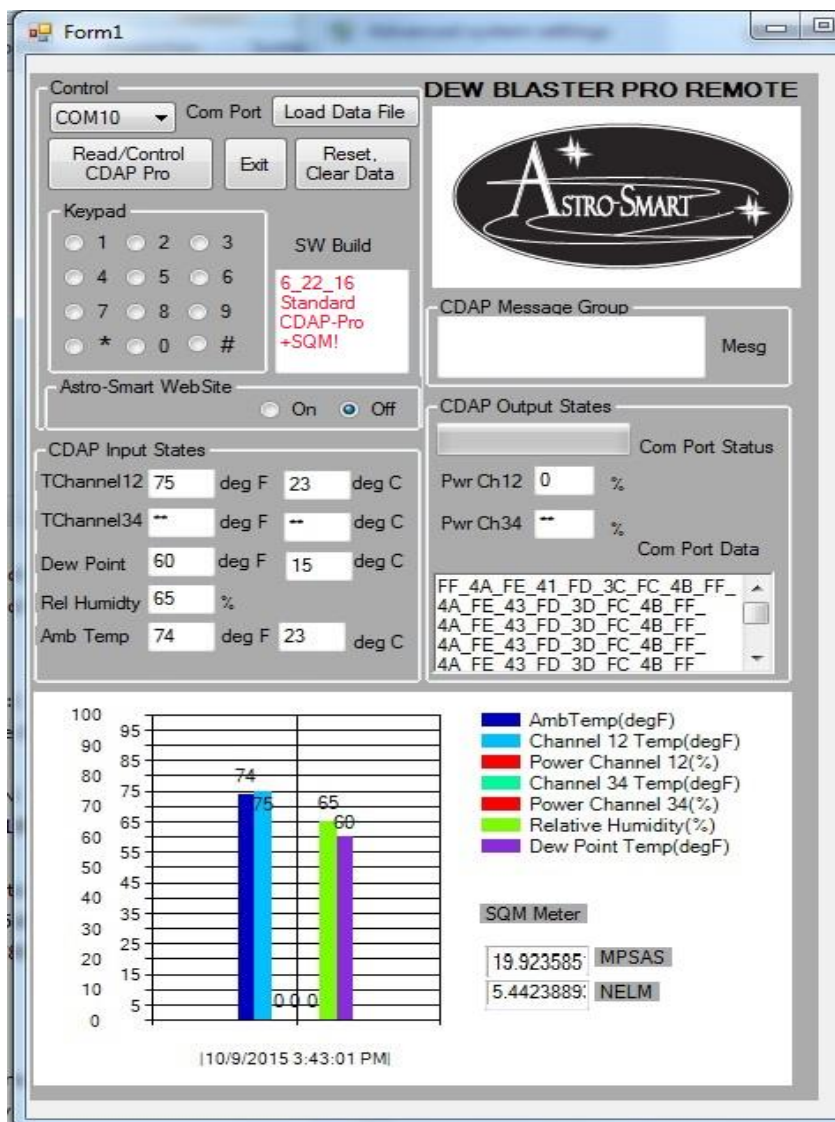 Form1
Control
COM10 Com Port Load Data File
Read/Control CDAP Pro
Exit
Reset, Clear Data
Keypad
1 2 3
4 5 6
7 8 9
* 0 #
SW Build
6_22_16
Standard
CDAP-Pro
+SQM!
Astro-Smart WebSite
On Off
DEW BLASTER PRO REMOTE
ASTRO-SMART
CDAP Message Group
Mesg
CDAP Input States
TChannel12 75 deg F 23 deg C
TChannel34 -- deg F -- deg C
Dew Point 60 deg F 15 deg C
Rel Humidty 65 %
Amb Temp 74 deg F 23 deg C
CDAP Output States
Com Port Status
Pwr Ch12 0 %
Pwr Ch34 -- %
Com Port Data
FF_4A_FE_41_FD_3C_FC_4B_FF_
4A_FE_43_FD_3D_FC_4B_FF_
4A_FE_43_FD_3D_FC_4B_FF_
4A_FE_43_FD_3D_FC_4B_FF_
4A_FE_43_FD_3D_FC_4B_FF_
100
95
90
85
80
75
70
65
60
55
50
45
40
35
30
25
20
15
10
5
0
74
75
0 0 0
65
60
|10/9/2015 3:43:01 PM|
AmbTemp(degF)
Channel 12 Temp(degF)
Power Channel 12(%)
Channel 34 Temp(degF)
Power Channel 34(%)
Relative Humidity(%)
Dew Point Temp(degF)
SQM Meter
19.923585 MPSAS
5.4423889 NELM